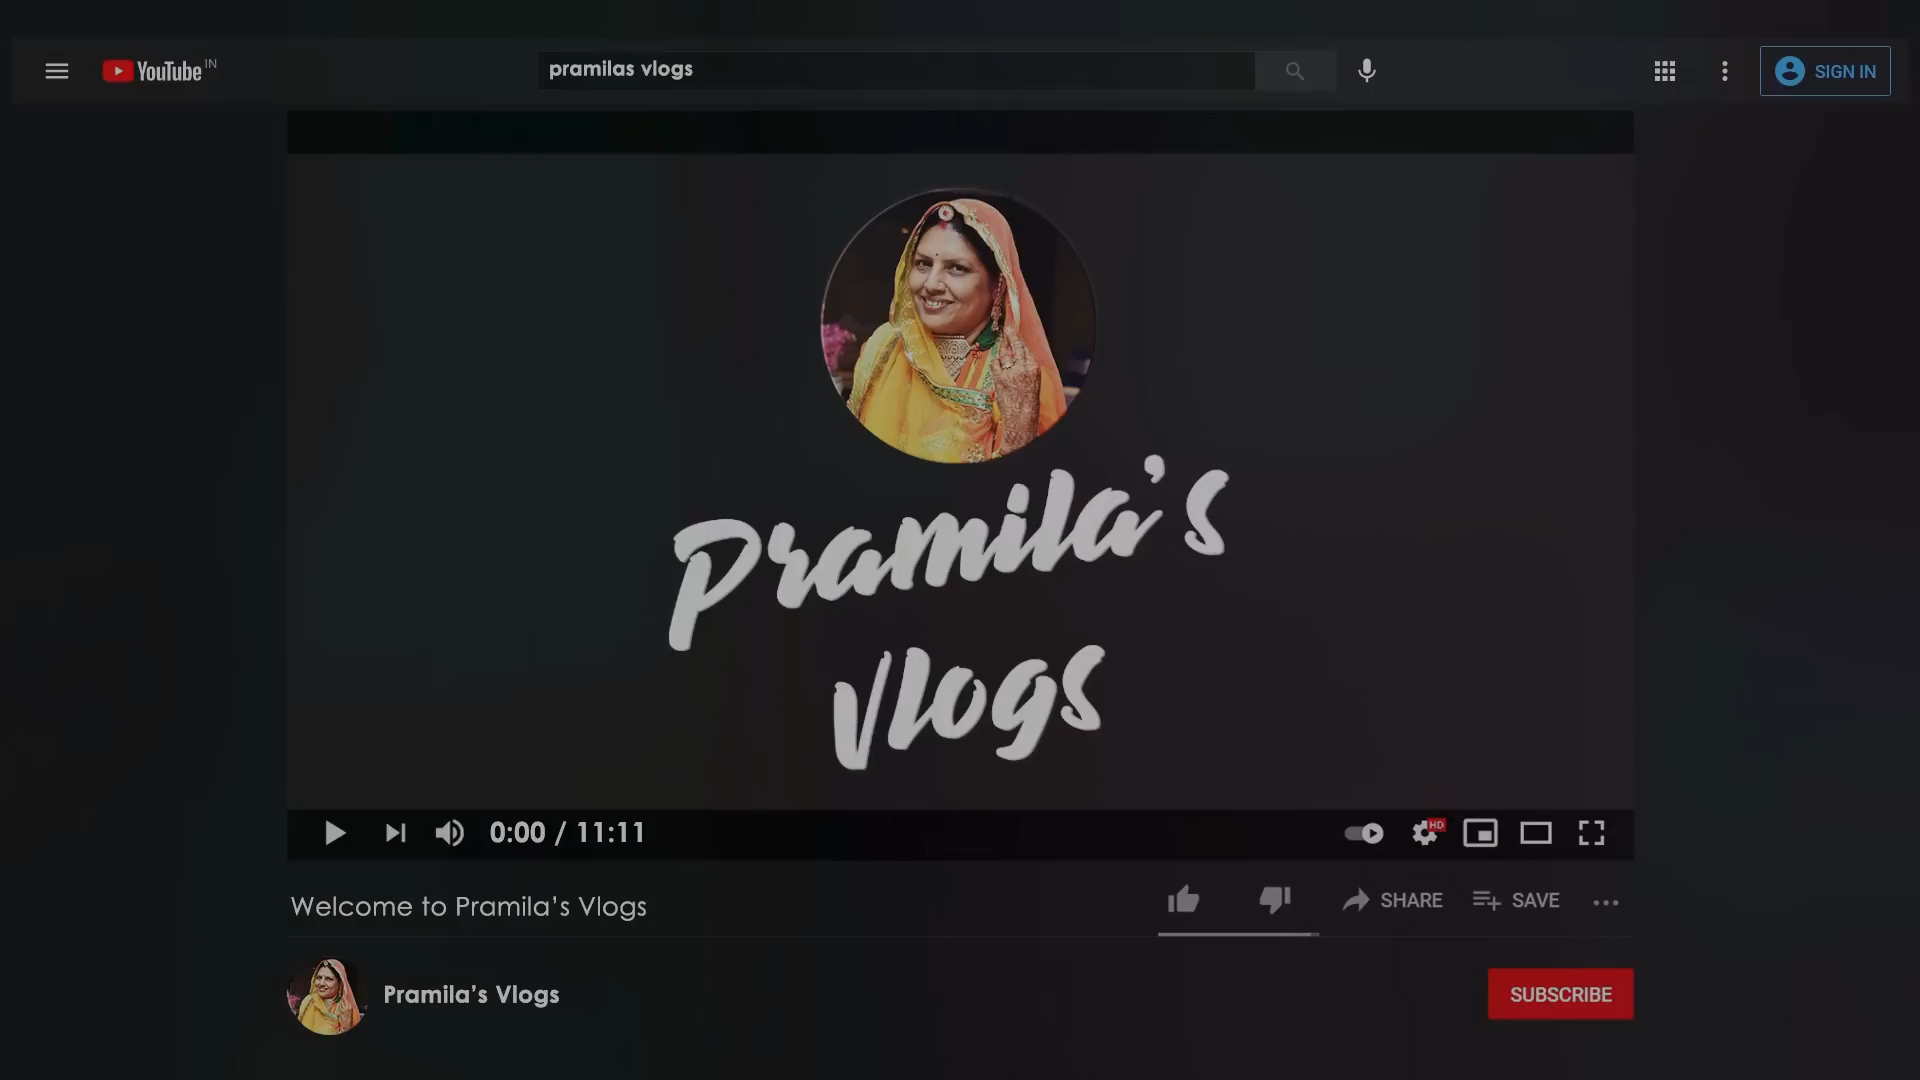 YouTube IN
pramilas vlogs
SIGN IN
Pramila's
Vlogs
0:00 / 11:11
HD
Welcome to Pramila's Vlogs
SHARE
SAVE
Pramila's Vlogs
SUBSCRIBE